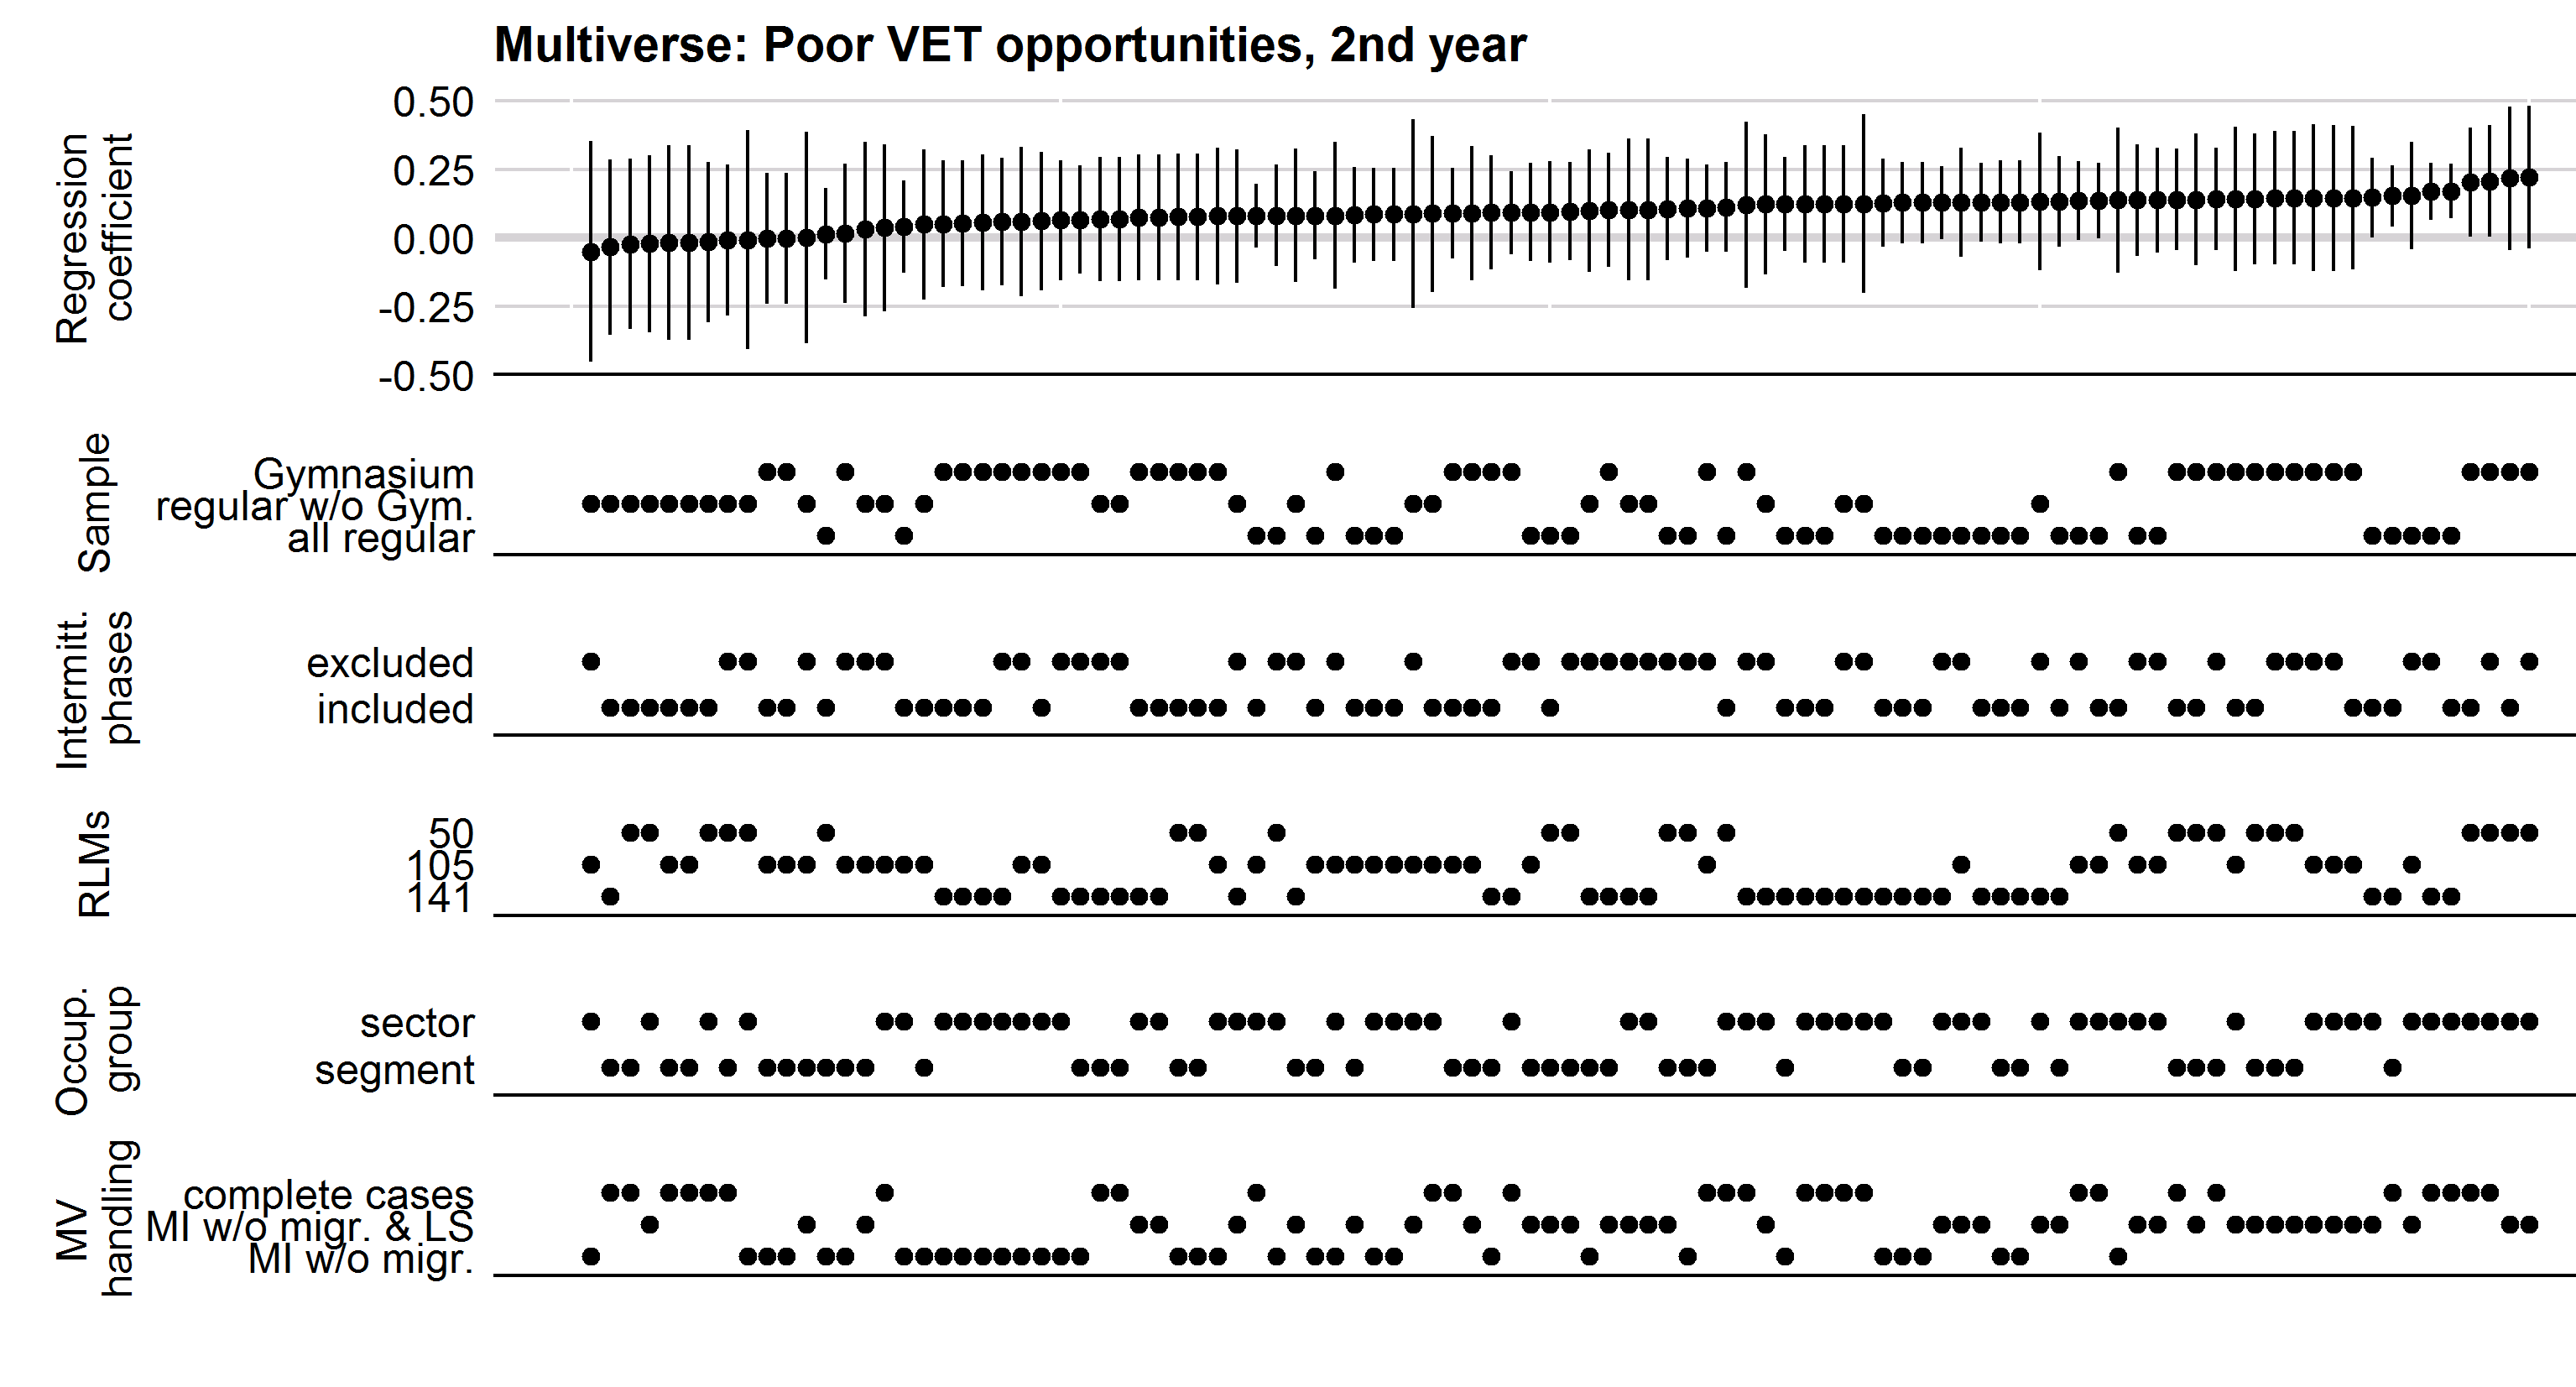 Multiverse: Poor VET opportunities, 2nd year
Regression
coefficient
0.50
0.25
0.00
-0.25
-0.50
Sample
Gymnasium
regular w/o Gym.
all regular
Intermitt.
phases
excluded
included
RLMs
50
105
141
Occup.
group
sector
segment
MV
handling
complete cases
MI w/o migr. & LS
MI w/o migr.